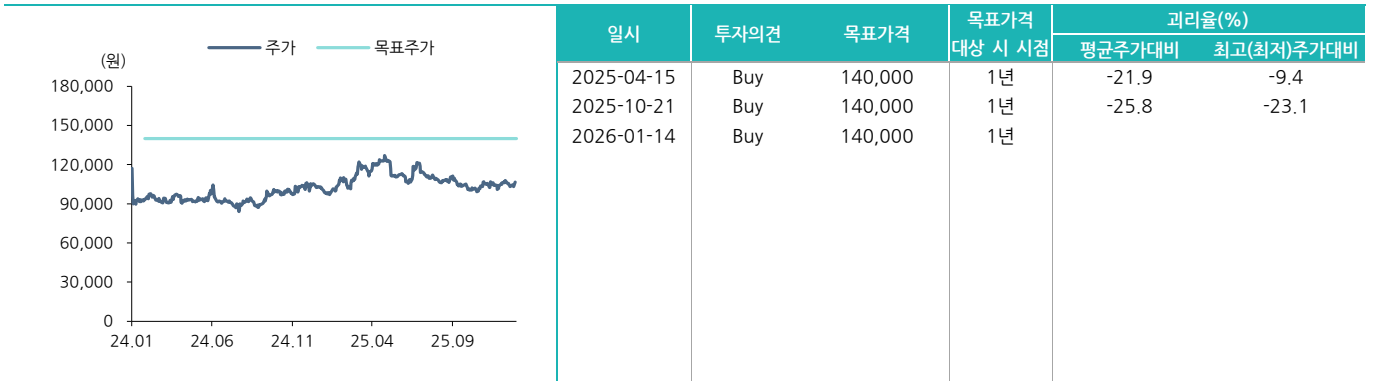 주가 목표주가
(원)
180,000
150,000
120,000
90,000
60,000
30,000
0
24.01 24.06 24.11 25.04 25.09
일시 투자의견 목표가격 목표가격 대상 시 시점 괴리율(%)
평균주가대비 최고(최저)주가대비
2025-04-15 Buy 140,000 1년 -21.9 -9.4
2025-10-21 Buy 140,000 1년 -25.8 -23.1
2026-01-14 Buy 140,000 1년